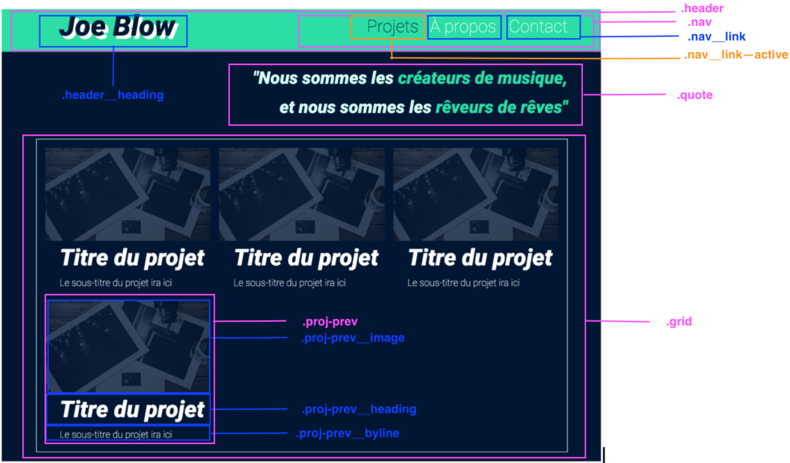 .header
Joe Blow
Projets
À propos
Contact
.nav
.nav__link
.nav__link—active
"Nous sommes les créateurs de musique,
.header__heading
.quote
et nous sommes les rêveurs de rêves"
Titre du projet
Titre du projet
Titre du projet
Le sous-titre du projet ira ici
Le sous-titre du projet ira ici
Le sous-titre du projet ira ici
.proj-prev
.grid
.proj-prev__image
Titre du projet
.proj-prev__heading
Le sous-titre du projet ira ici
.proj-prev__byline